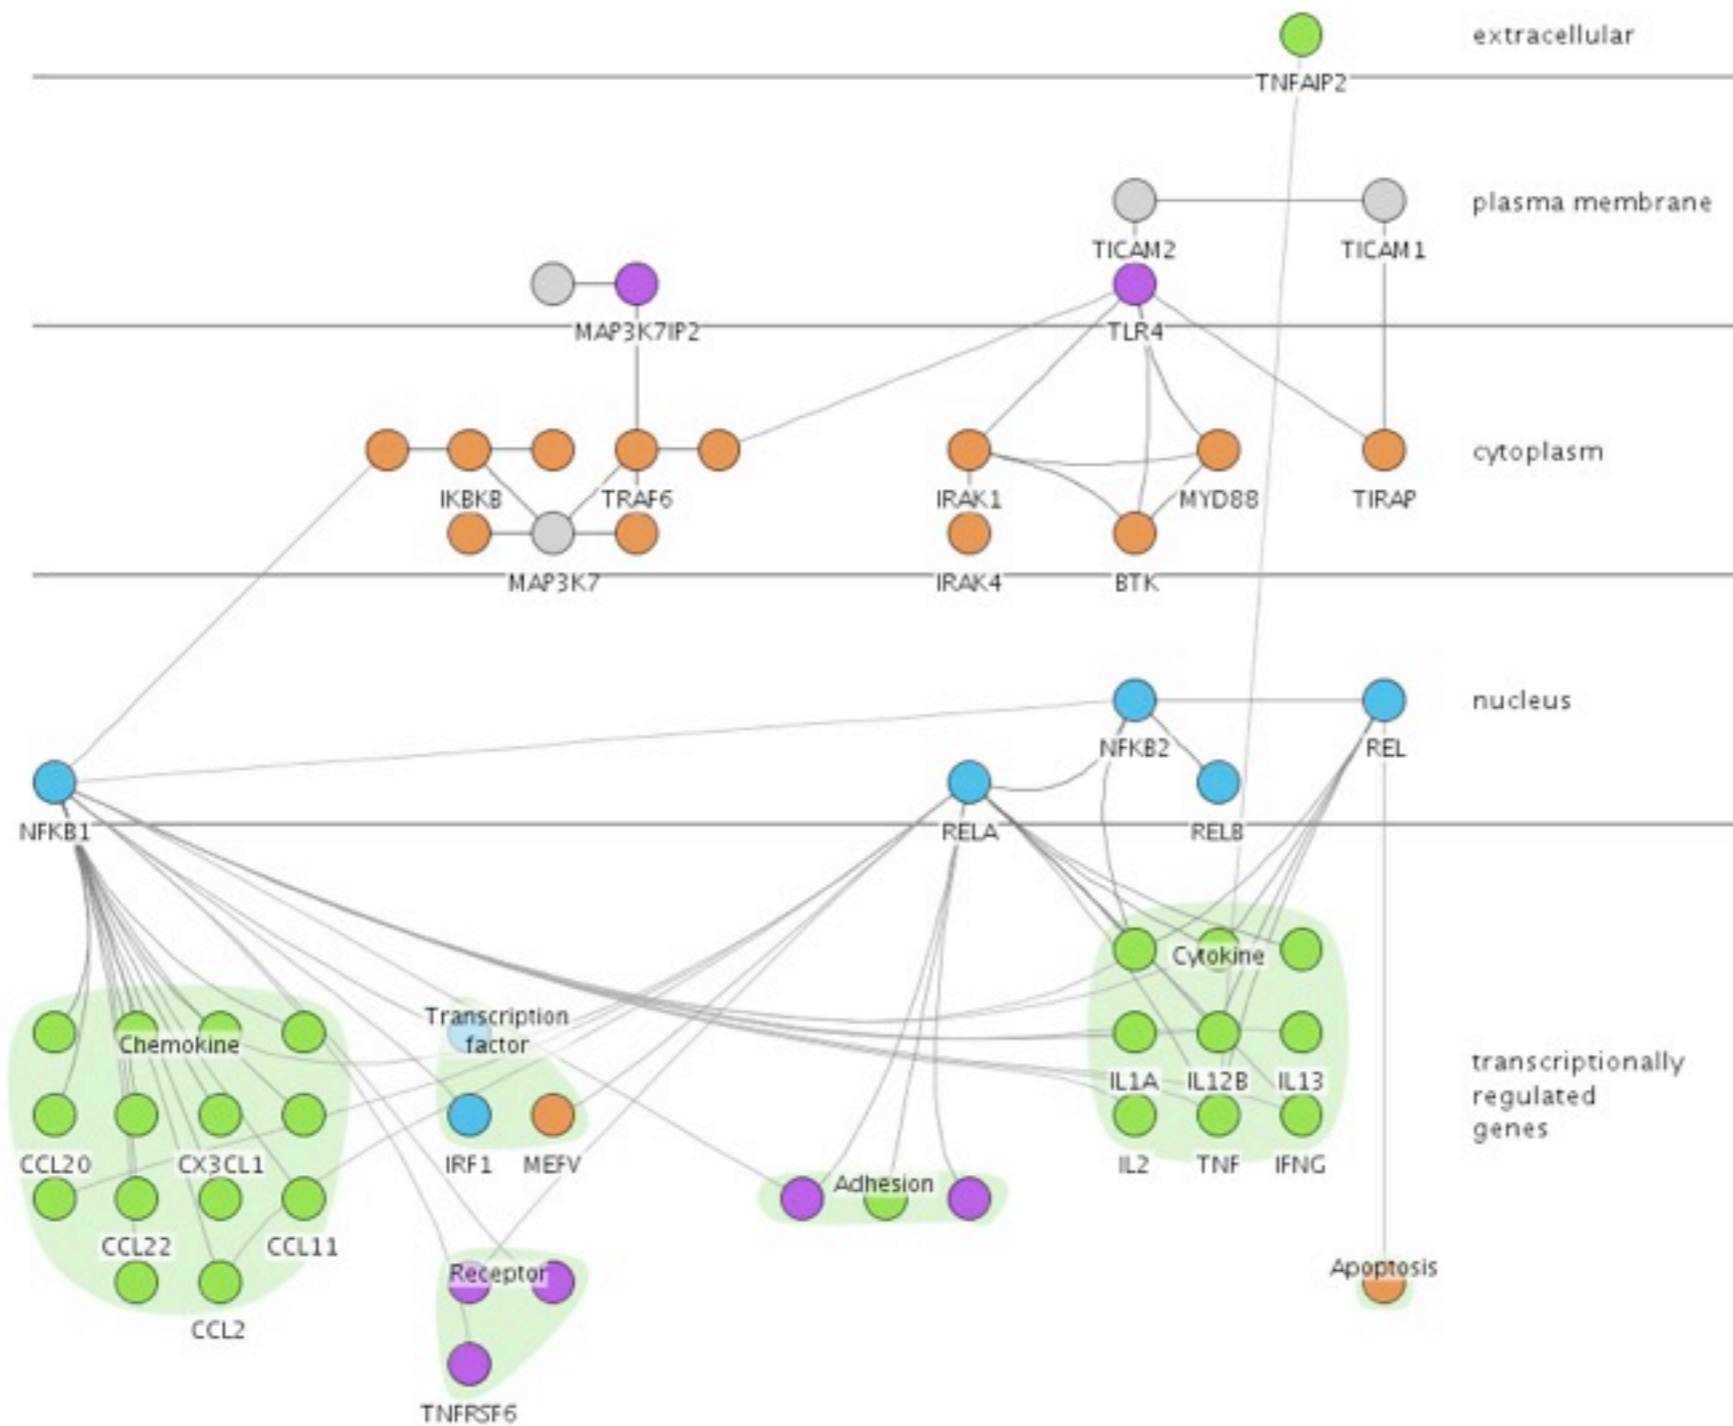 extracellular
TNFAIP2
plasma membrane
TICAM2
TICAM1
MAP3K7IP2
TLR4
cytoplasm
IKBKB
TRAF6
IRAK1
MYD88
TIRAP
MAP3K7
IRAK4
BTK
nucleus
NFKB2
REL
NFKB1
RELA
RELB
Cytokine
Transcription
factor
Chemokine
transcriptionally
regulated
genes
IL1A
IL12B
IL13
CCL20
CX3CL1
IRF1
MEFV
IL2
TNF
IFNG
Adhesion
CCL22
CCL11
Receptor
Apoptosis
CCL2
TNFRSF6